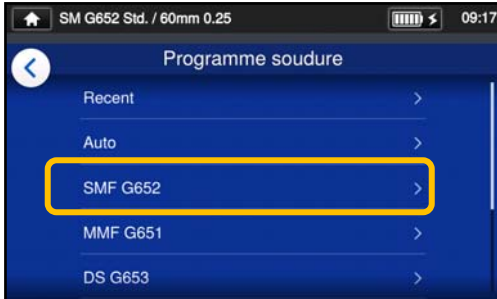 SM G652 Std. / 60mm 0.25 09:17
Programme soudure
Recent
Auto
SMF G652
MMF G651
DS G653